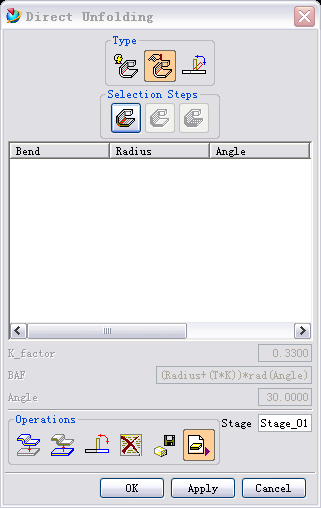 Direct Unfolding
Type
Selection Steps
Bend Radius Angle
K_factor 0.3300
BAF (Radius+(T*K))*rad(Angle)
Angle 30.0000
Operations
Stage Stage_01
OK Apply Cancel